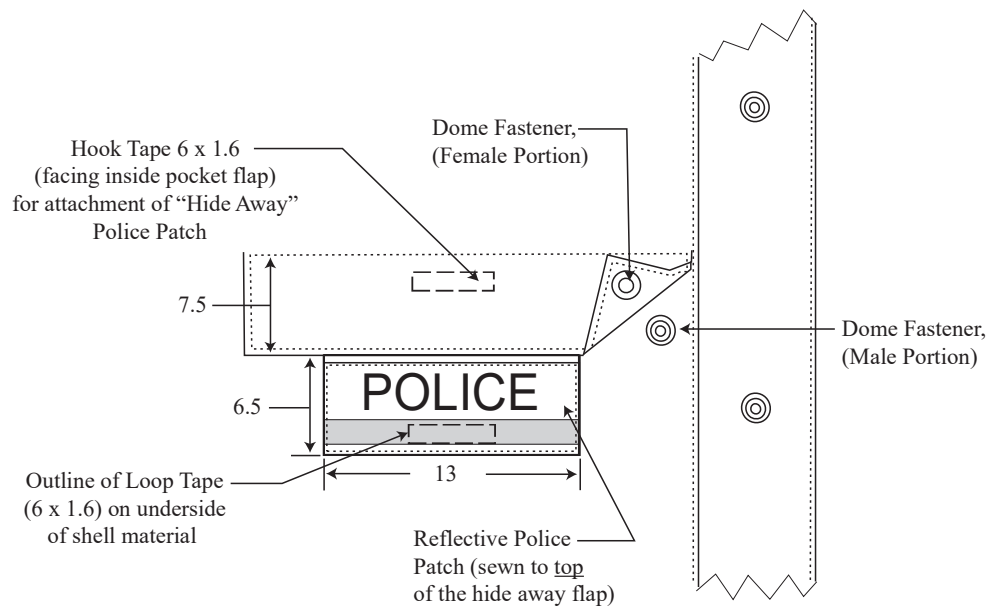 Hook Tape 6 x 1.6
(facing inside pocket flap)
for attachment of “Hide Away”
Police Patch
Dome Fastener,
(Female Portion)
7.5
Dome Fastener,
(Male Portion)
POLICE
6.5
13
Outline of Loop Tape
(6 x 1.6) on underside
of shell material
Reflective Police
Patch (sewn to top
of the hide away flap)